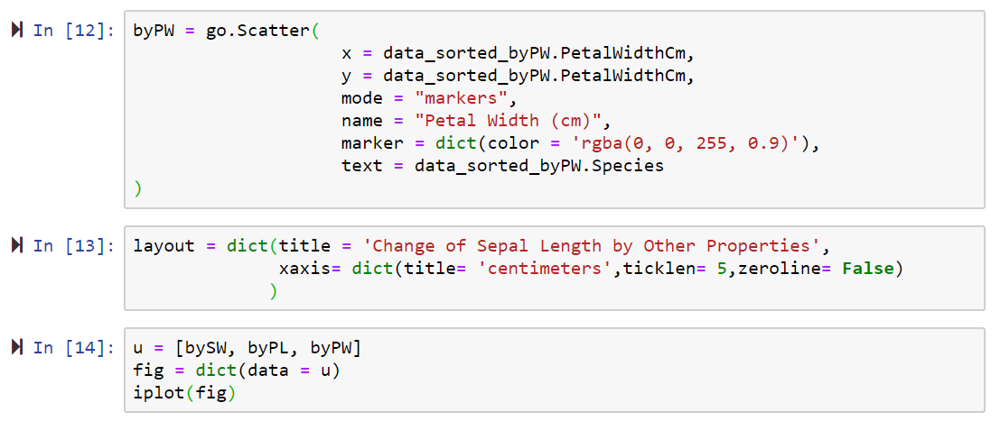 In [12]: byPW = go.Scatter(
x = data_sorted_byPW.PetalWidthCm,
y = data_sorted_byPW.PetalWidthCm,
mode = "markers",
name = "Petal Width (cm)",
marker = dict(color = 'rgba(0, 0, 255, 0.9)'),
text = data_sorted_byPW.Species
)
In [13]: layout = dict(title = 'Change of Sepal Length by Other Properties',
xaxis= dict(title= 'centimeters',ticklen= 5,zeroline= False)
)
In [14]: u = [bySW, byPL, byPW]
fig = dict(data = u)
iplot(fig)